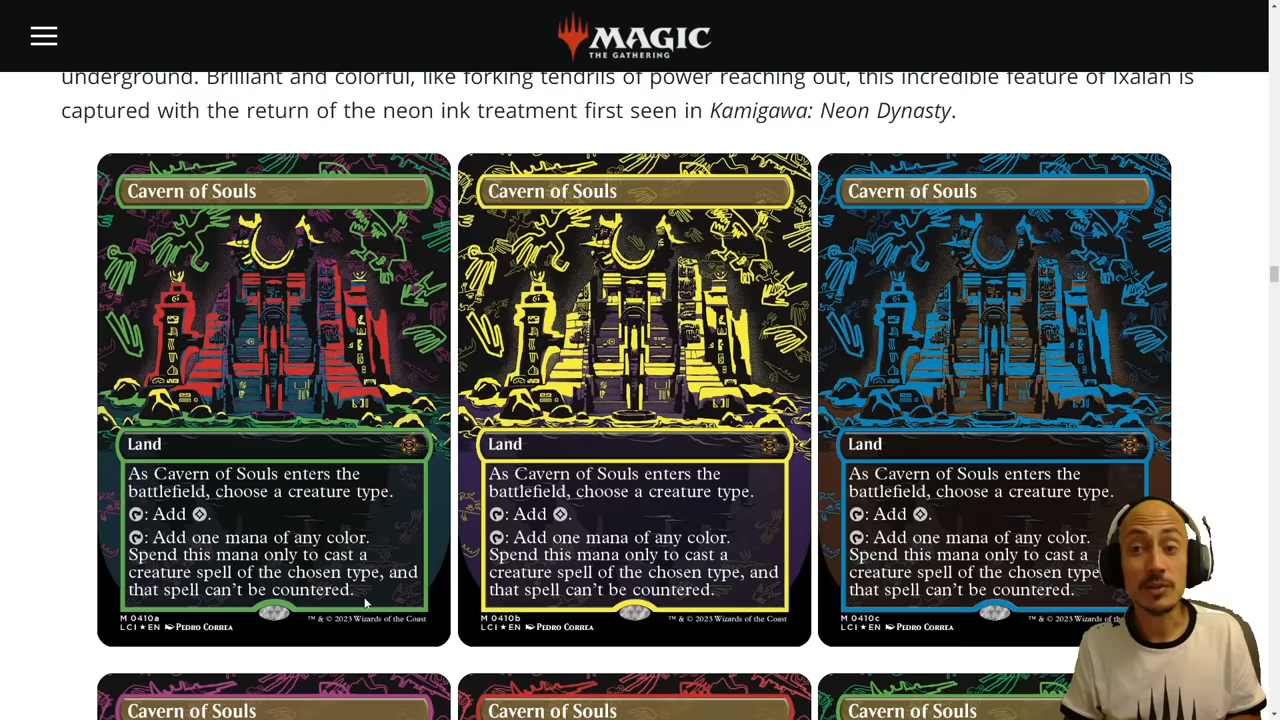 MAGIC
THE GATHERING
underground. Brilliant and colorful, like forking tendrils of power reaching out, this incredible feature of Ixalan is
captured with the return of the neon ink treatment first seen in Kamigawa: Neon Dynasty.
Cavern of Souls
Land
As Cavern of Souls enters the
battlefield, choose a creature type.
: Add .
: Add one mana of any color.
Spend this mana only to cast a
creature spell of the chosen type, and
that spell can't be countered.
M 0410a
LCI ★ EN Pedro Correa
™ & © 2023 Wizards of the Coast
Cavern of Souls
Land
As Cavern of Souls enters the
battlefield, choose a creature type.
: Add .
: Add one mana of any color.
Spend this mana only to cast a
creature spell of the chosen type, and
that spell can't be countered.
M 0410b
LCI ★ EN Pedro Correa
™ & © 2023 Wizards of the Coast
Cavern of Souls
Land
As Cavern of Souls enters the
battlefield, choose a creature type.
: Add .
: Add one mana of any color.
Spend this mana only to cast a
creature spell of the chosen type
that spell can't be countered.
M 0410c
LCI ★ EN Pedro Correa
™ & © 2023 Wizards of th
Cavern of Souls
Cavern of Souls
Cavern of Souls